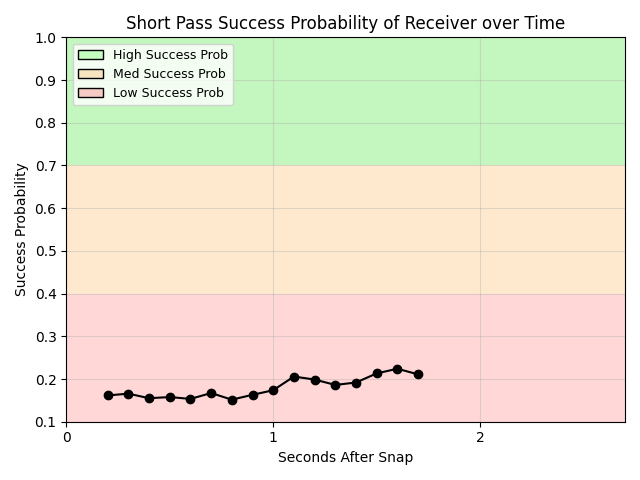 Short Pass Success Probability of Receiver over Time
High Success Prob
Med Success Prob
Low Success Prob
Success Probability
1.0
0.9
0.8
0.7
0.6
0.5
0.4
0.3
0.2
0.1
0 1 2
Seconds After Snap